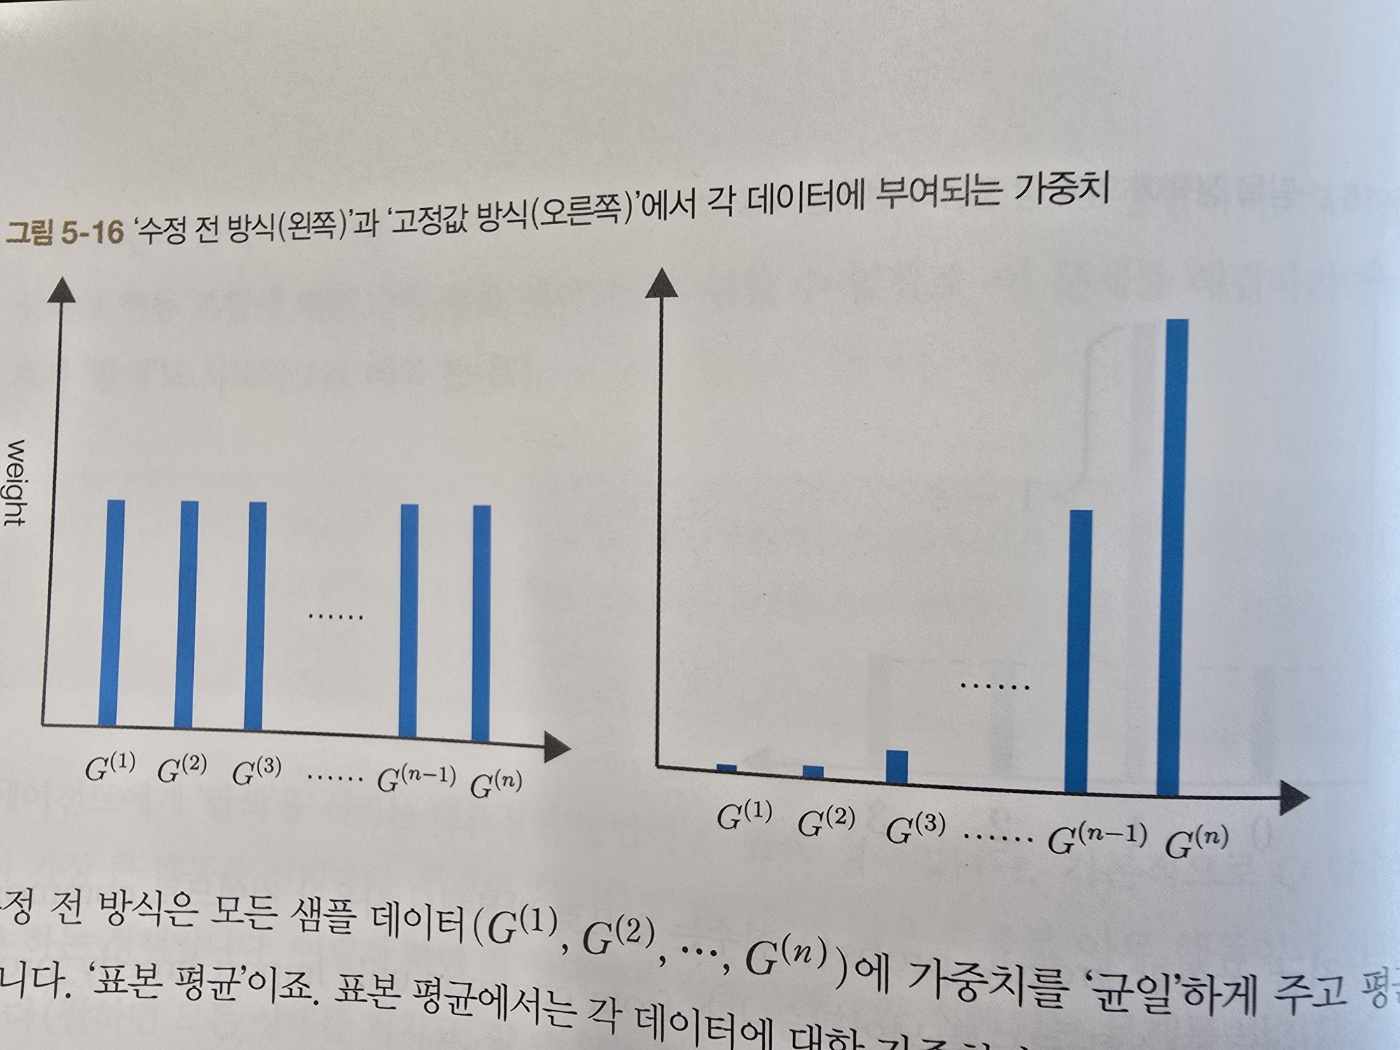 그림 5-16 '수정 전 방식(왼쪽)'과 '고정값 방식(오른쪽)'에서 각 데이터에 부여되는 가중치
weight
......
G(1) G(2) G(3) ...... G(n−1) G(n)
......
G(1) G(2) G(3) ...... G(n−1) G(n)
정 전 방식은 모든 샘플 데이터(G(1), G(2), ⋯, G(n))에 가중치를 '균일'하게 주고
니다. '표본 평균'이죠. 표본 평균에서는 각 데이터에 대한